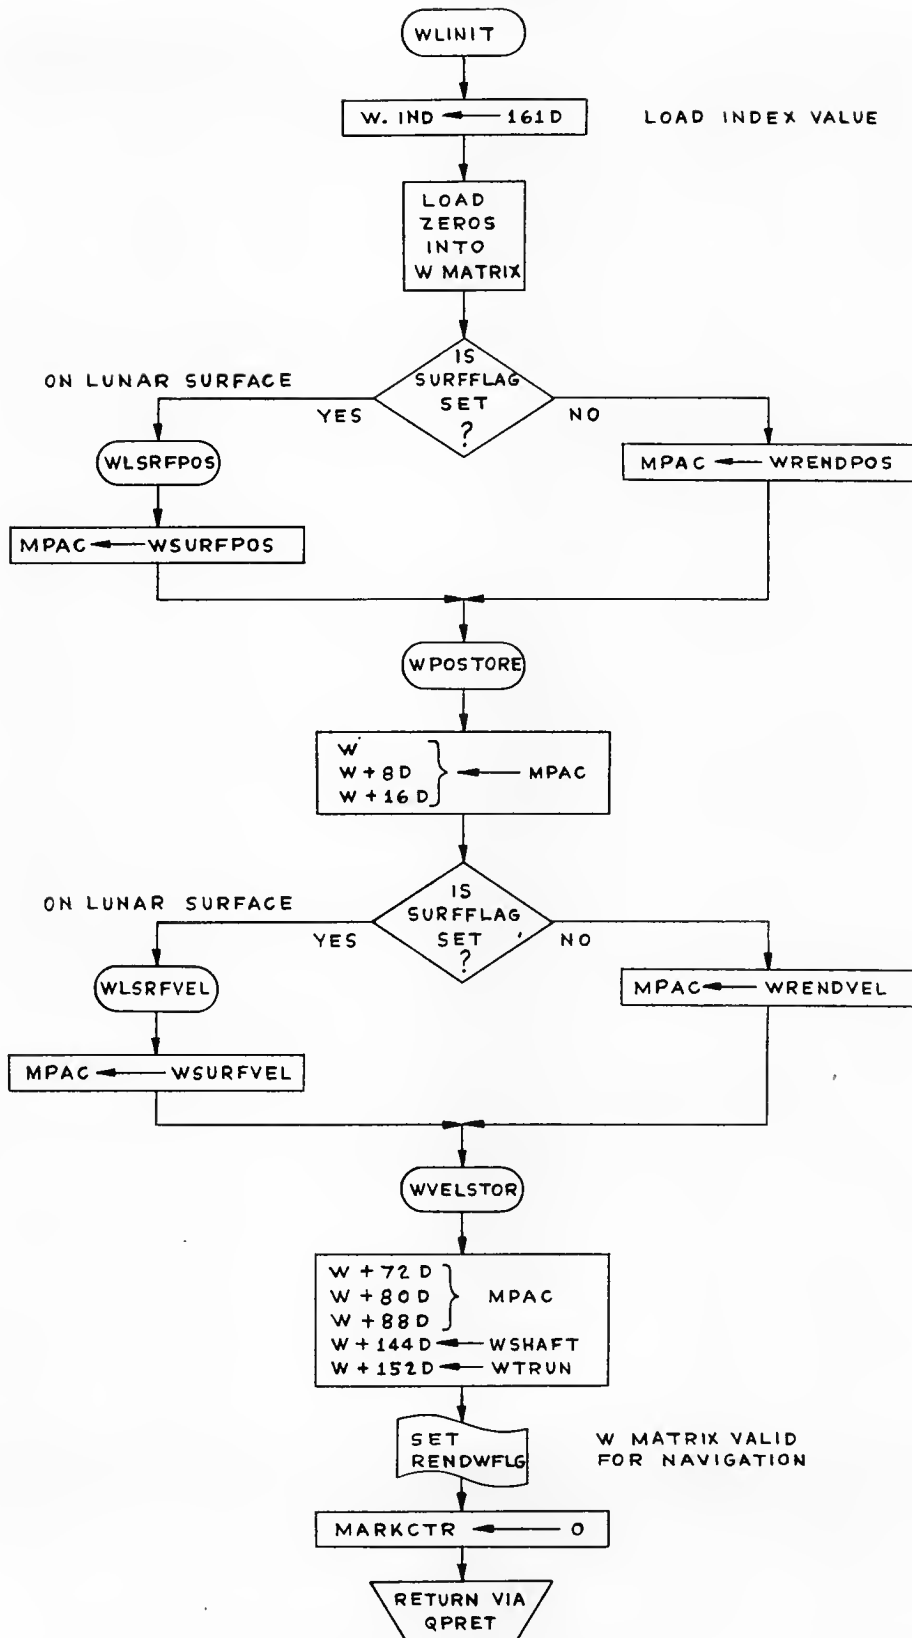 WLINIT
W. IND ← 161D
LOAD INDEX VALUE
LOAD
ZEROS
INTO
W MATRIX
IS
SURFFLAG
SET
?
ON LUNAR SURFACE
YES
NO
WLSRFPOS
MPAC ← WRENDPOS
MPAC ← WSURFPOS
WPOSTORE
W
W + 8D
W + 16D
} ← MPAC
IS
SURFFLAG
SET
?
ON LUNAR SURFACE
YES
NO
WLSRFVEL
MPAC ← WRENDVEL
MPAC ← WSURFVEL
WVELSTOR
W + 72D
W + 80D
W + 88D
} MPAC
W + 144D ← WSHAFT
W + 152D ← WTRUN
SET
RENDWFLG
W MATRIX VALID
FOR NAVIGATION
MARKCTR ← 0
RETURN VIA
QPRET